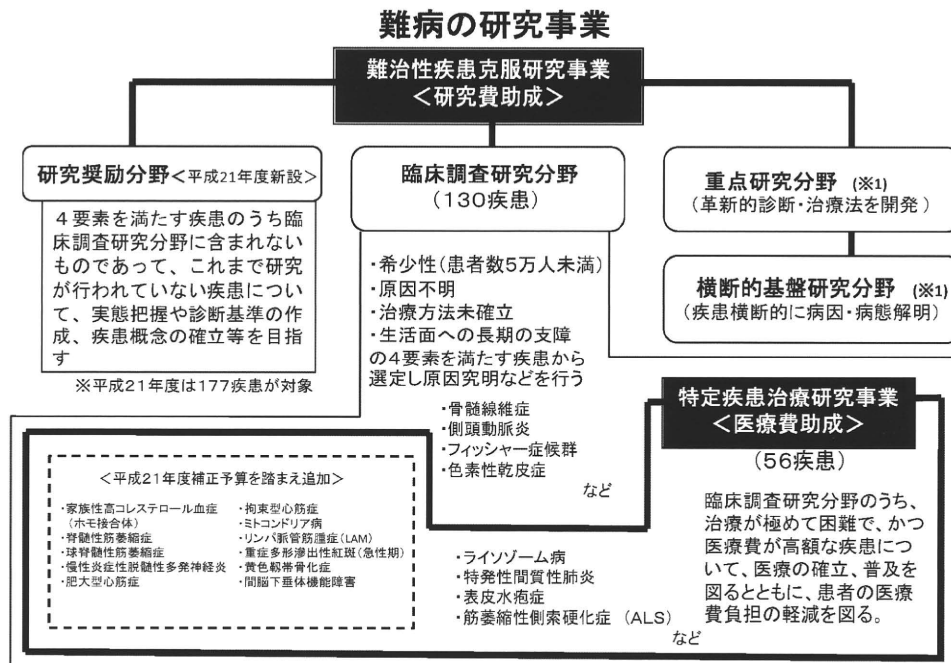 難病の研究事業
難治性疾患克服研究事業
＜研究費助成＞
研究奨励分野＜平成21年度新設＞
４要素を満たす疾患のうち臨
床調査研究分野に含まれない
ものであって、これまで研究
が行われていない疾患につい
て、実態把握や診断基準の作
成、疾患概念の確立等を目指
す
※平成21年度は177疾患が対象
臨床調査研究分野
（130疾患）
・希少性（患者数5万人未満）
・原因不明
・治療方法未確立
・生活面への長期の支障
の４要素を満たす疾患から
選定し原因究明などを行う
・骨髄線維症
・側頭動脈炎
・フィッシャー症候群
・色素性乾皮症
など
重点研究分野 (※1)
（革新的診断・治療法を開発）
横断的基盤研究分野 (※1)
（疾患横断的に病因・病態解明）
特定疾患治療研究事業
＜医療費助成＞
（56疾患）
臨床調査研究分野のうち、
治療が極めて困難で、かつ
医療費が高額な疾患につ
いて、医療の確立、普及を
図るとともに、患者の医療
費負担の軽減を図る。
＜平成21年度補正予算を踏まえ追加＞
・家族性高コレステロール血症
（ホモ接合体）
・脊髄性筋萎縮症
・球脊髄性筋萎縮症
・慢性炎症性脱髄性多発神経炎
・肥大型心筋症
・拘束型心筋症
・ミトコンドリア病
・リンパ脈管筋腫症（LAM）
・重症多形滲出性紅斑（急性期）
・黄色靱帯骨化症
・間脳下垂体機能障害
・ライソゾーム病
・特発性間質性肺炎
・表皮水疱症
・筋萎縮性側索硬化症 （ALS）
など